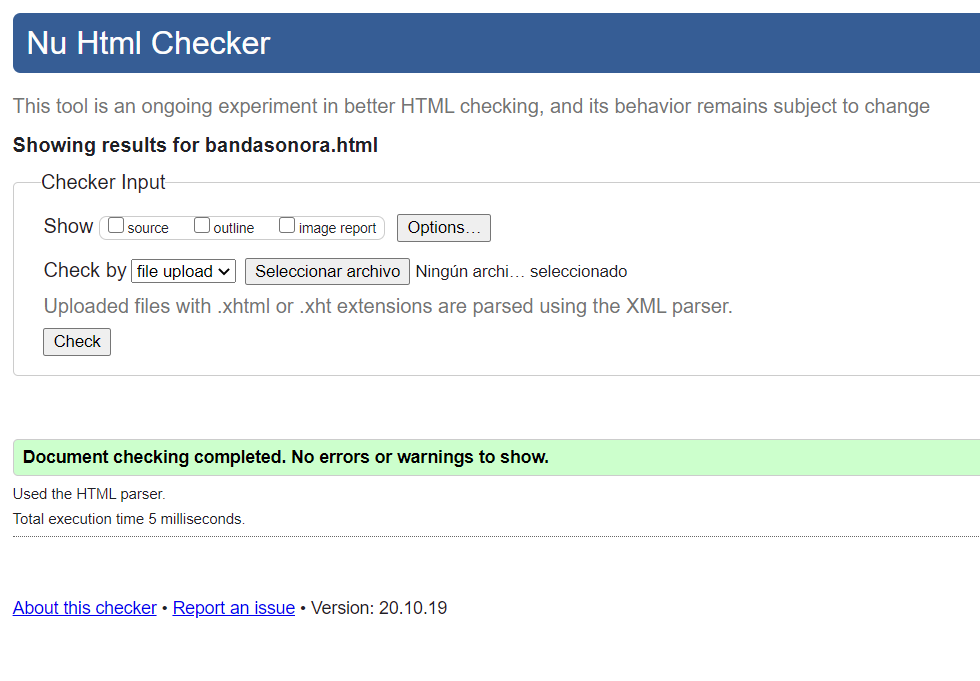 Nu Html Checker
This tool is an ongoing experiment in better HTML checking, and its behavior remains subject to change
Showing results for bandasonora.html
Checker Input
Show source outline image report Options...
Check by file upload Seleccionar archivo Ningún archi... seleccionado
Uploaded files with .xhtml or .xht extensions are parsed using the XML parser.
Check
Document checking completed. No errors or warnings to show.
Used the HTML parser.
Total execution time 5 milliseconds.
About this checker • Report an issue • Version: 20.10.19